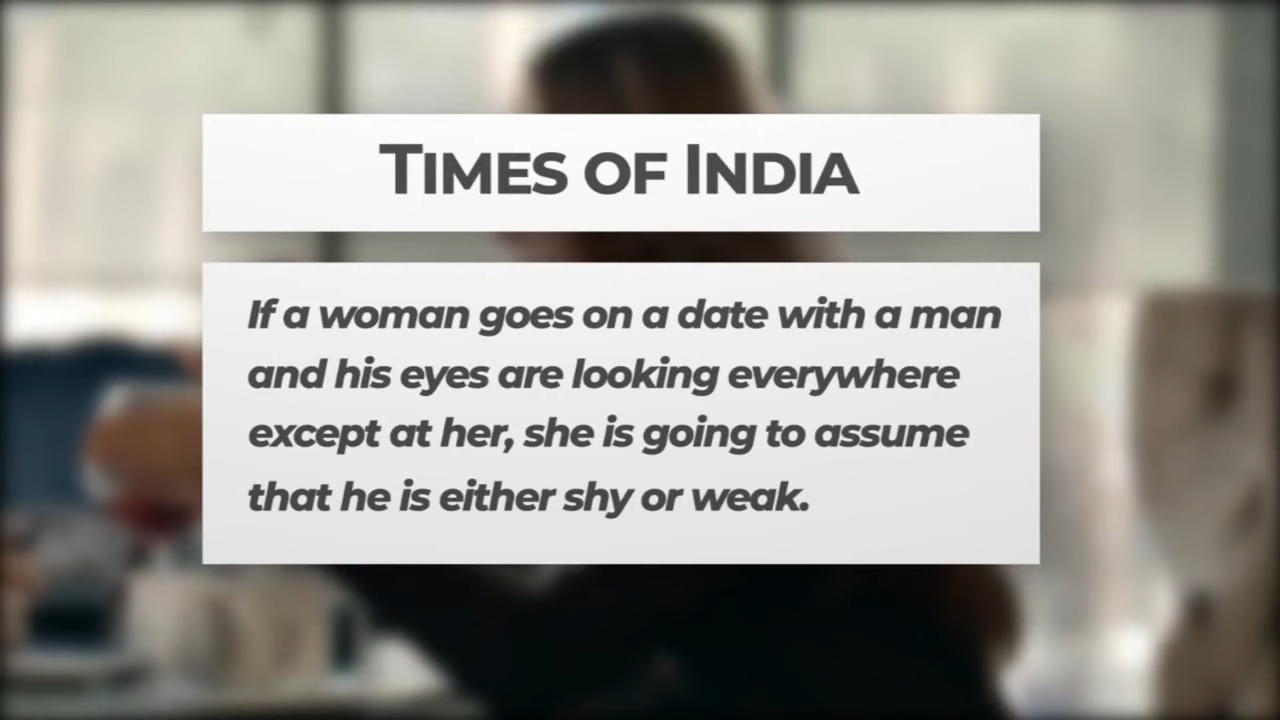 Times of India
If a woman goes on a date with a man
and his eyes are looking everywhere
except at her, she is going to assume
that he is either shy or weak.